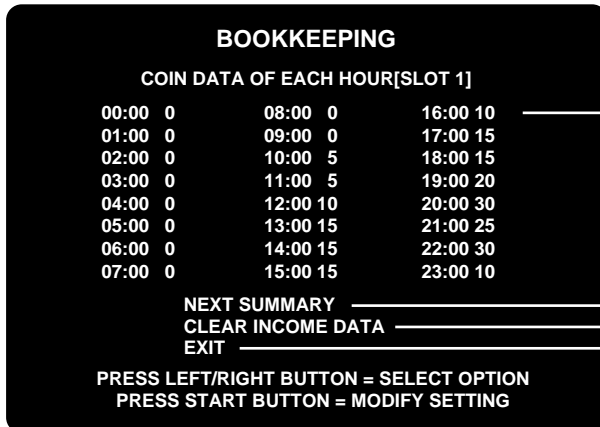 BOOKKEEPING
COIN DATA OF EACH HOUR[SLOT 1]
00:00 0 08:00 0 16:00 10
01:00 0 09:00 0 17:00 15
02:00 0 10:00 5 18:00 15
03:00 0 11:00 5 19:00 20
04:00 0 12:00 10 20:00 30
05:00 0 13:00 15 21:00 25
06:00 0 14:00 15 22:00 30
07:00 0 15:00 15 23:00 10
NEXT SUMMARY
CLEAR INCOME DATA
EXIT
PRESS LEFT/RIGHT BUTTON = SELECT OPTION
PRESS START BUTTON = MODIFY SETTING